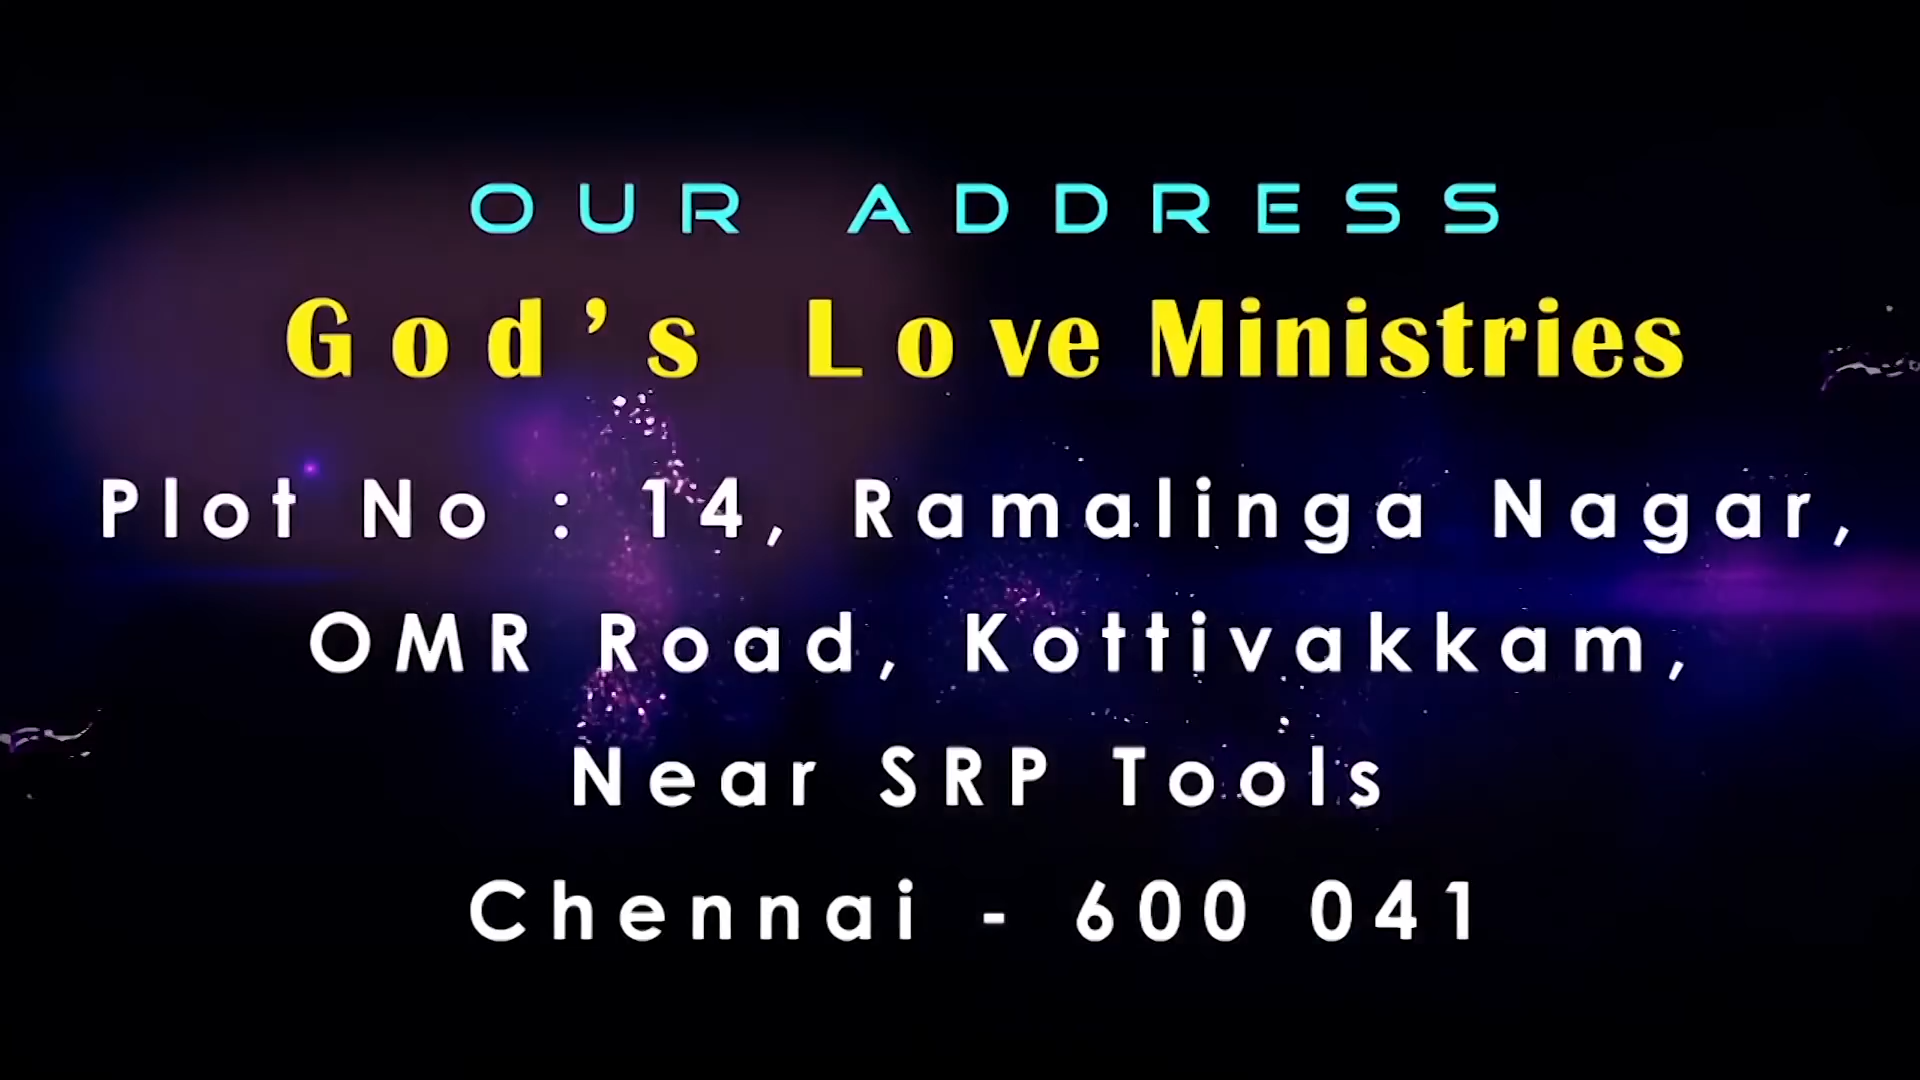 OUR ADDRESS
God’s Love Ministries
Plot No : 14, Ramalinga Nagar,
OMR Road, Kottivakkam,
Near SRP Tools
Chennai - 600 041